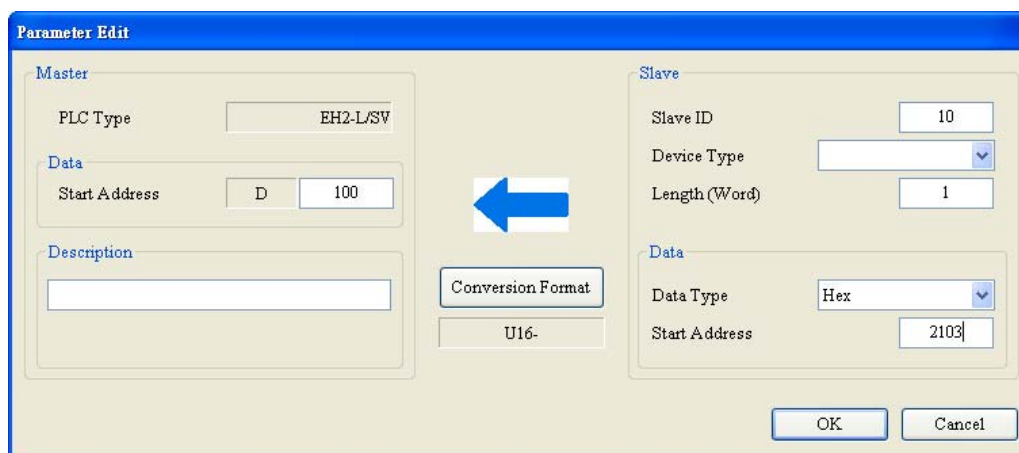 Parameter Edit
Master
PLC Type EH2-L/SV
Data
Start Address D 100
Description
Conversion Format
U16-
Slave
Slave ID 10
Device Type
Length (Word) 1
Data
Data Type Hex
Start Address 2103
OK Cancel